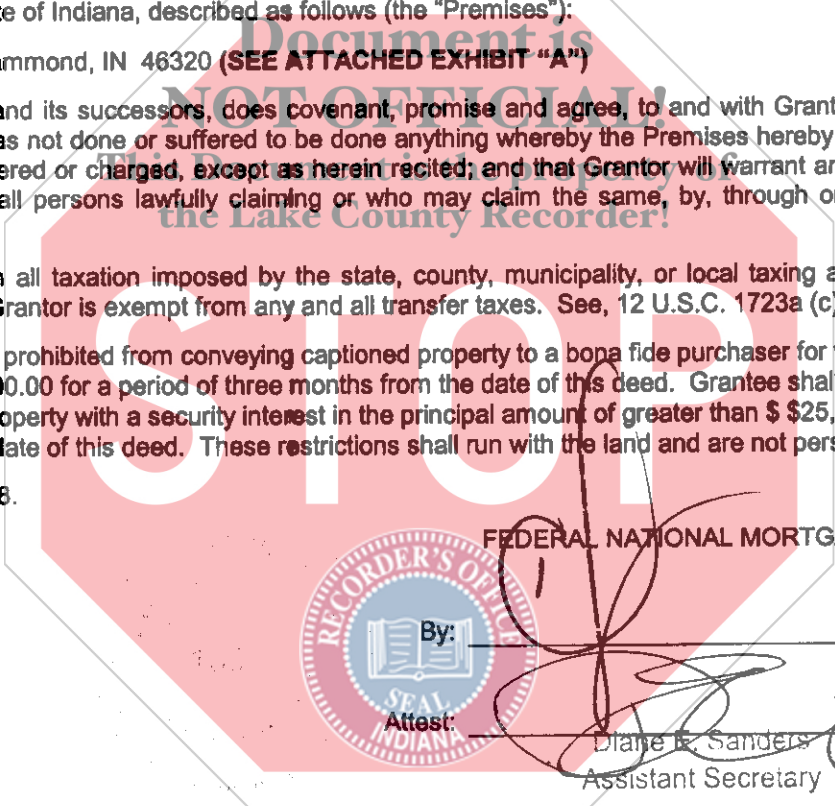 te of Indiana, described as follows (the "Premises"):
Document is
mmond, IN 46320 (SEE ATTACHED EXHIBIT "A")
NOT OFFICIAL!
and its successors, does covenant, promise and agree, to and with Grant
as not done or suffered to be done anything whereby the Premises hereby
This Document is the property of
ered or charged, except as herein recited; and that Grantor will warrant an
all persons lawfully claiming or who may claim the same, by, through or
the Lake County Recorder!
all taxation imposed by the state, county, municipality, or local taxing a
Grantor is exempt from any and all transfer taxes. See, 12 U.S.C. 1723a (c)
STOP
prohibited from conveying captioned property to a bona fide purchaser for
00.00 for a period of three months from the date of this deed. Grantee shal
operty with a security interest in the principal amount of greater than $ $25,
date of this deed. These restrictions shall run with the land and are not pers
8.
FEDERAL NATIONAL MORTG
RECORDER'S OFFICE
By:
SEAL
INDIANA
Attest:
Diane E. Sanders
Assistant Secretary